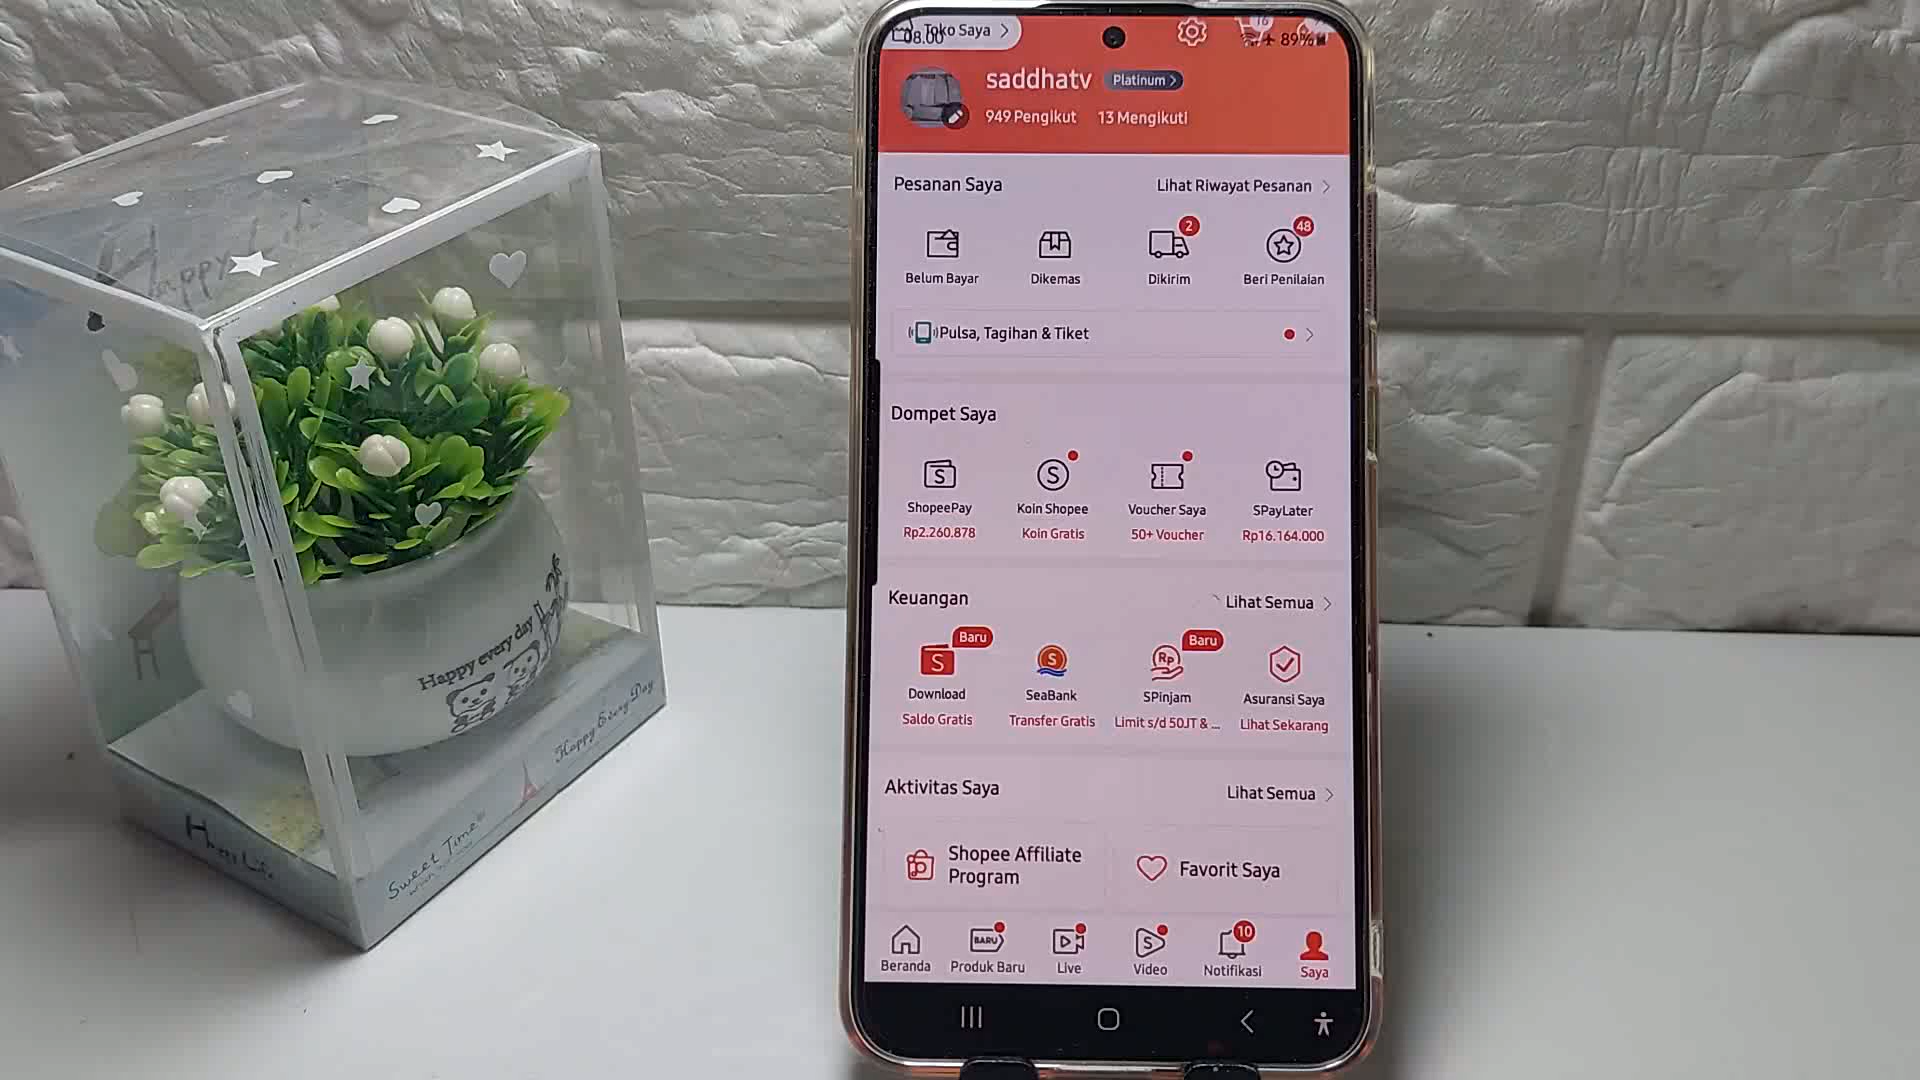 Toko Saya
08.00
16
89%
saddhatv
Platinum
949 Pengikut
13 Mengikuti
Pesanan Saya
Lihat Riwayat Pesanan
2
48
Belum Bayar
Dikemas
Dikirim
Beri Penilaian
Pulsa, Tagihan & Tiket
Dompet Saya
ShopeePay
Koin Shopee
Voucher Saya
SPayLater
Rp2.260.878
Koin Gratis
50+ Voucher
Rp16.164.000
Keuangan
Lihat Semua
Baru
Baru
Download
SeaBank
SPinjam
Asuransi Saya
Saldo Gratis
Transfer Gratis
Limit s/d 50JT & ...
Lihat Sekarang
Aktivitas Saya
Lihat Semua
Shopee Affiliate
Program
Favorit Saya
BARU
10
Beranda
Produk Baru
Live
Video
Notifikasi
Saya
Happy every day
Happy Every Day
Sweet Time
Happy Life